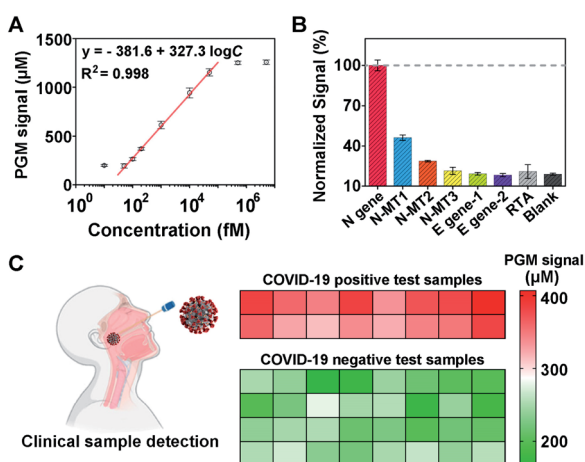 A
y = - 381.6 + 327.3 logC
R² = 0.998
1500
1000
500
0
10⁰ 10² 10⁴ 10⁶
PGM signal (μM)
Concentration (fM)
B
Normalized Signal (%)
100
70
40
10
N gene
N-MT1
N-MT2
N-MT3
E gene-1
E gene-2
RTA
Blank
C
Clinical sample detection
COVID-19 positive test samples
COVID-19 negative test samples
PGM signal
(μM)
400
300
200